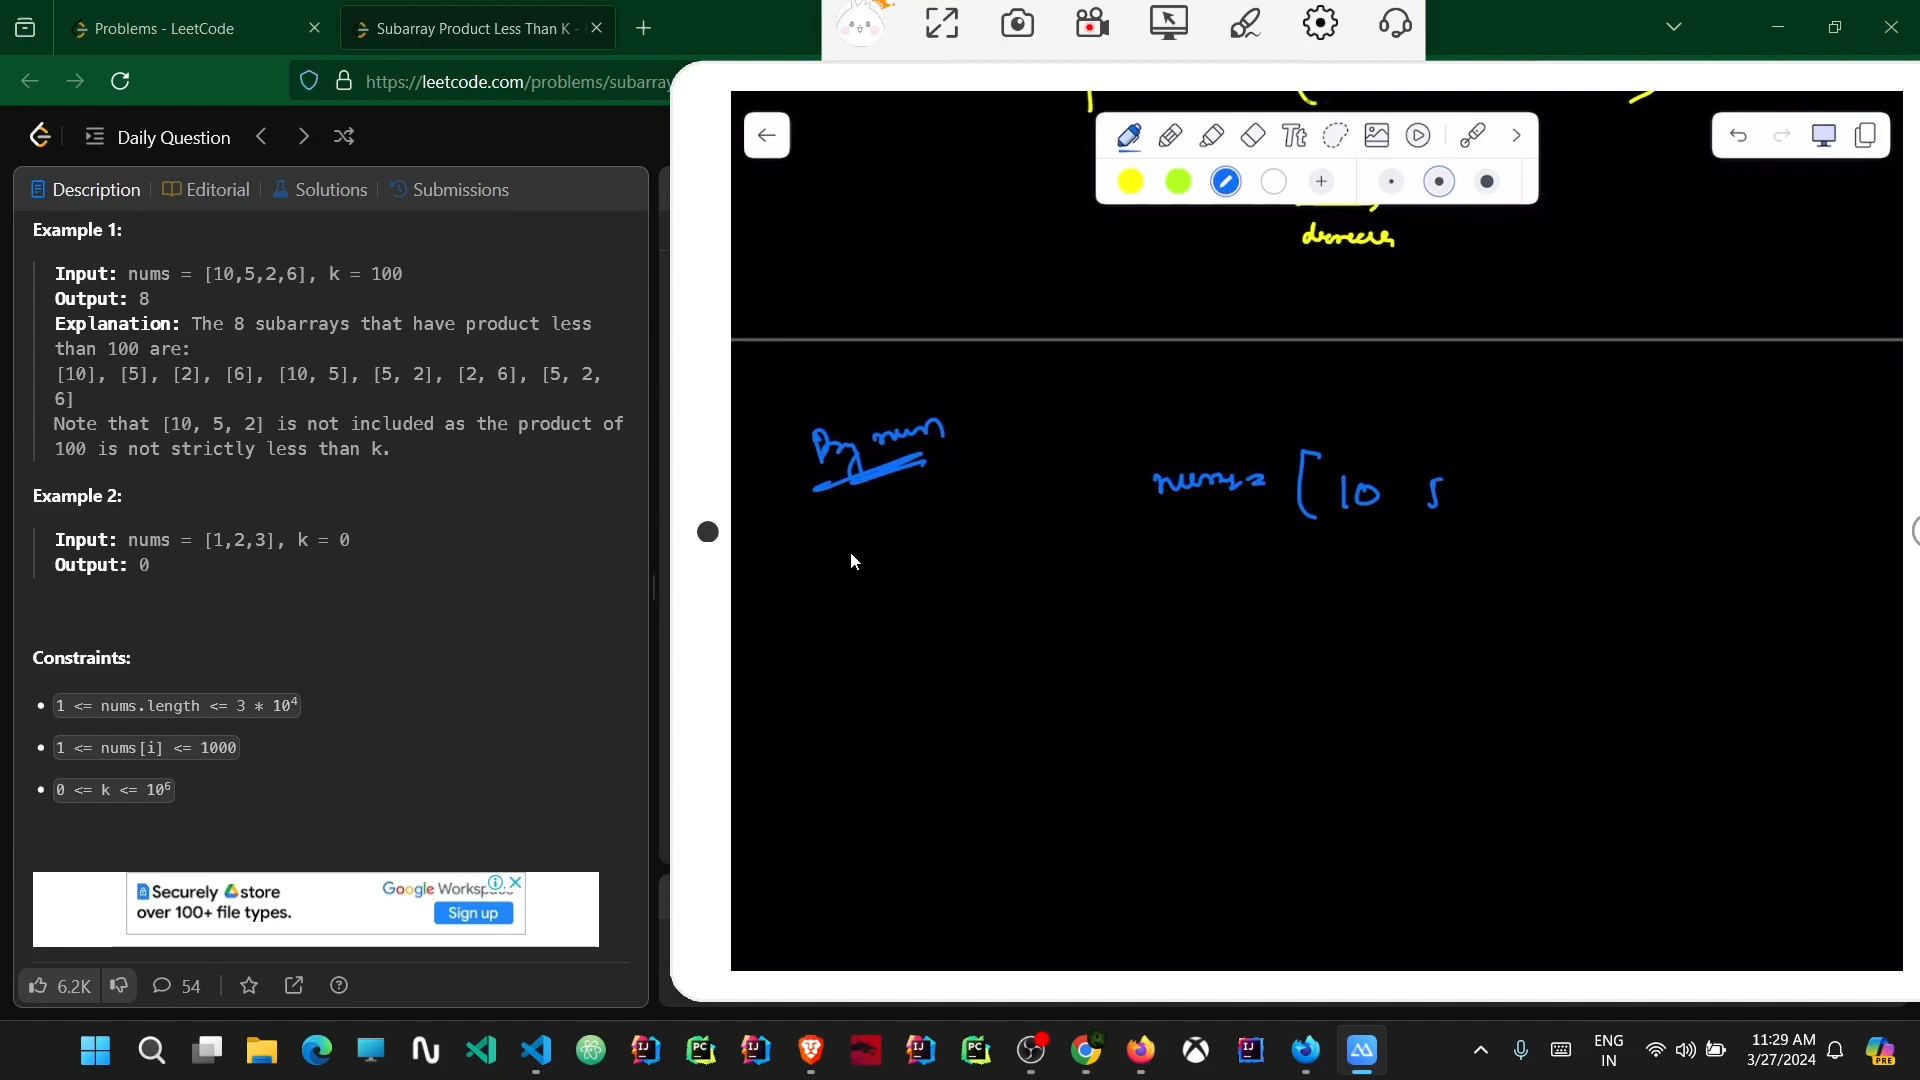 Problems - LeetCode
Subarray Product Less Than K -
https://leetcode.com/problems/subarray
Daily Question
Description
Editorial
Solutions
Submissions
Example 1:
Input: nums = [10,5,2,6], k = 100
Output: 8
Explanation: The 8 subarrays that have product less
than 100 are:
[10], [5], [2], [6], [10, 5], [5, 2], [2, 6], [5, 2,
6]
Note that [10, 5, 2] is not included as the product of
100 is not strictly less than k.
Example 2:
Input: nums = [1,2,3], k = 0
Output: 0
Constraints:
1 <= nums.length <= 3 * 10⁴
1 <= nums[i] <= 1000
0 <= k <= 10⁶
Securely store
over 100+ file types.
Google Worksp
Sign up
6.2K
54
Tt
Dry run
nums = [ 10 5
ENG
IN
11:29 AM
3/27/2024
PRE